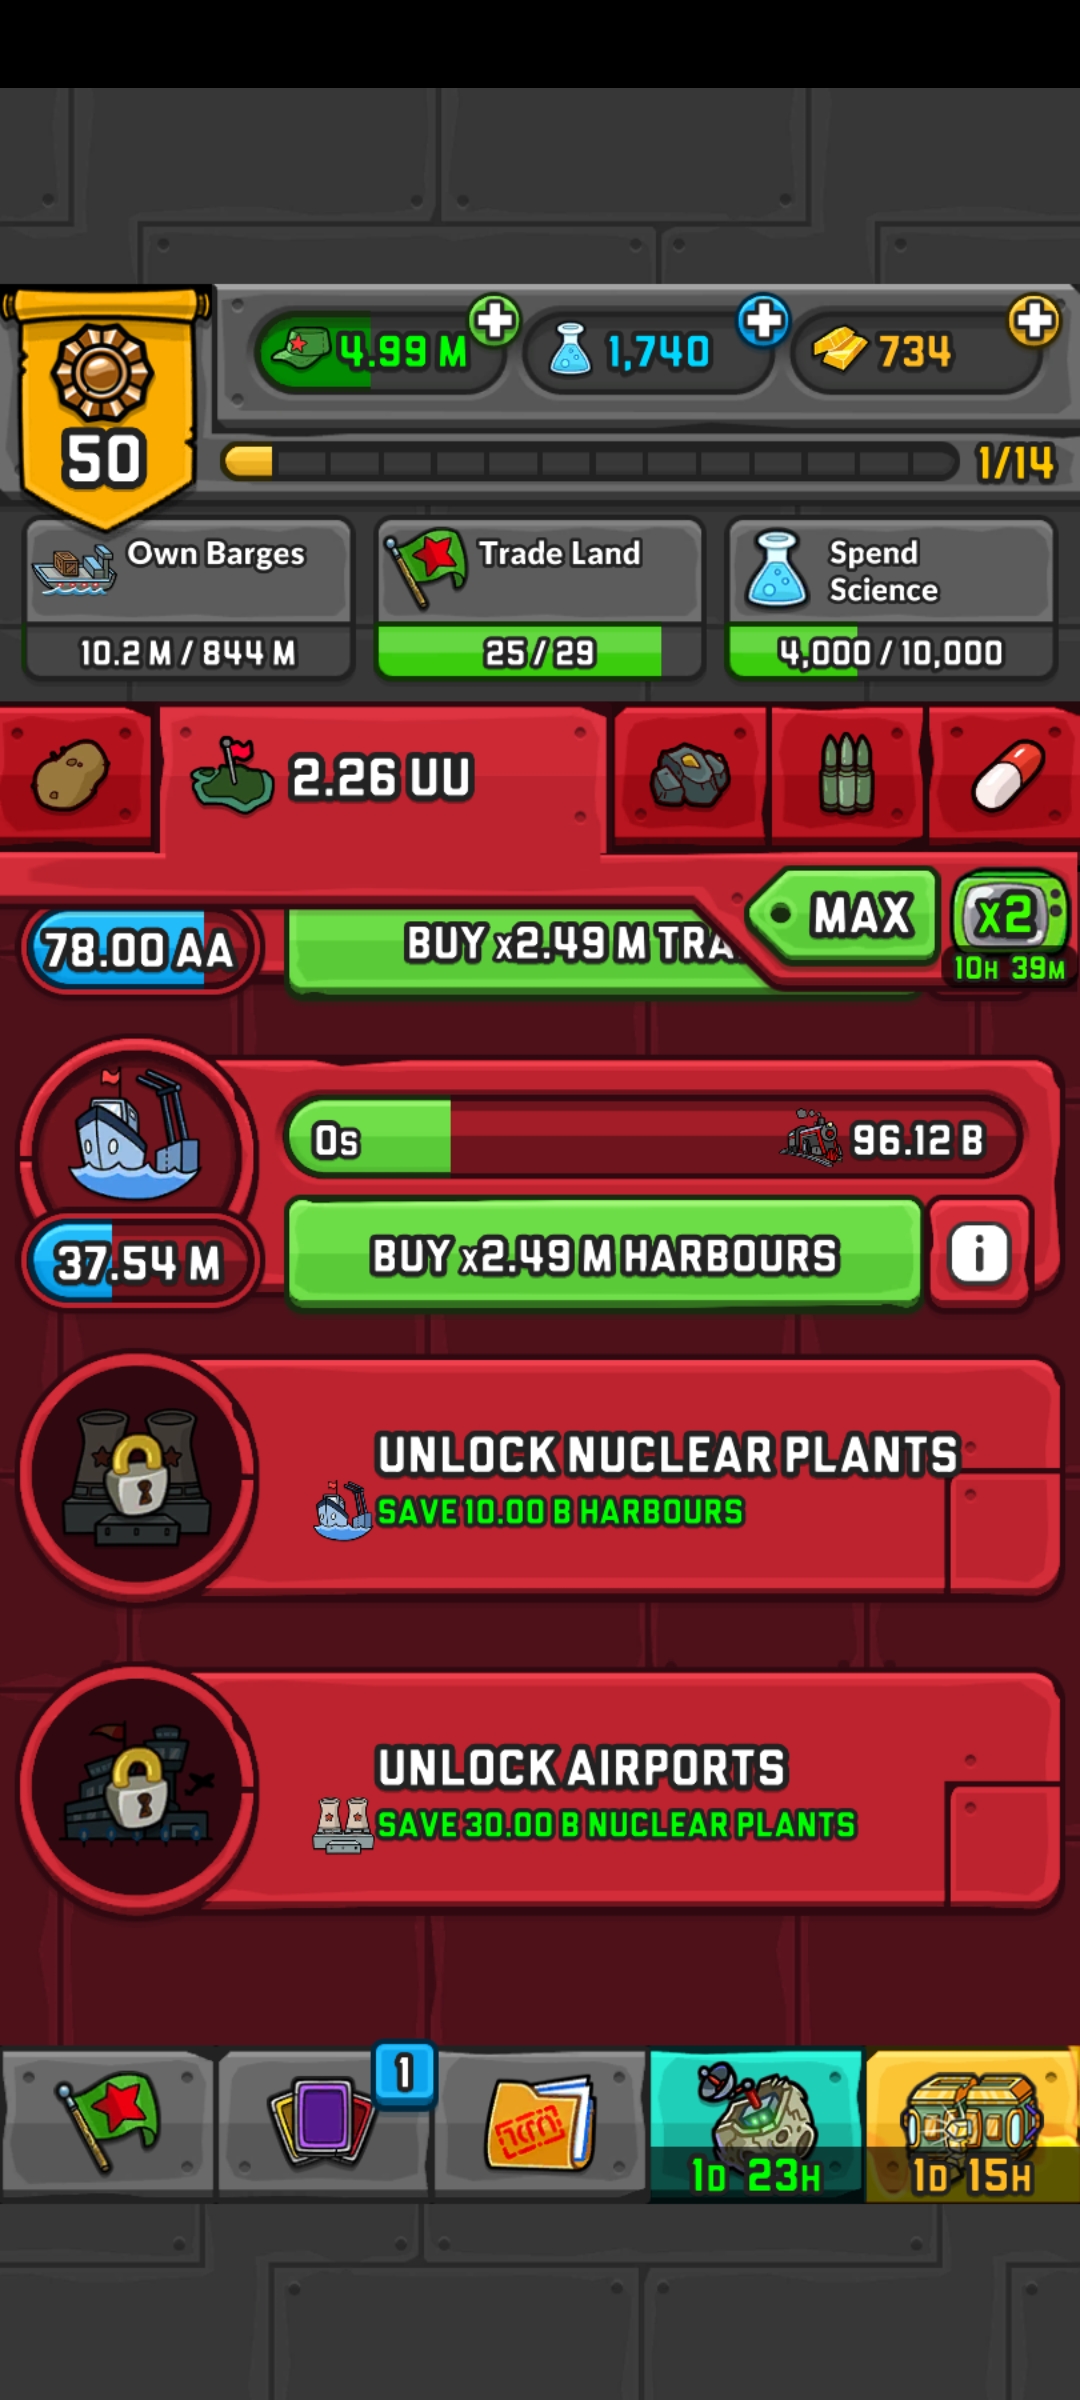 4.99 M
1,740
734
50
1/14
Own Barges
10.2 M / 844 M
Trade Land
25 / 29
Spend
Science
4,000 / 10,000
2.26 UU
MAX
x2
10H 39M
78.00 AA
BUY x2.49 M TRA
0s
96.12 B
37.54 M
BUY x2.49 M HARBOURS
i
UNLOCK NUCLEAR PLANTS
SAVE 10.00 B HARBOURS
UNLOCK AIRPORTS
SAVE 30.00 B NUCLEAR PLANTS
1
1D 23H
1D 15H